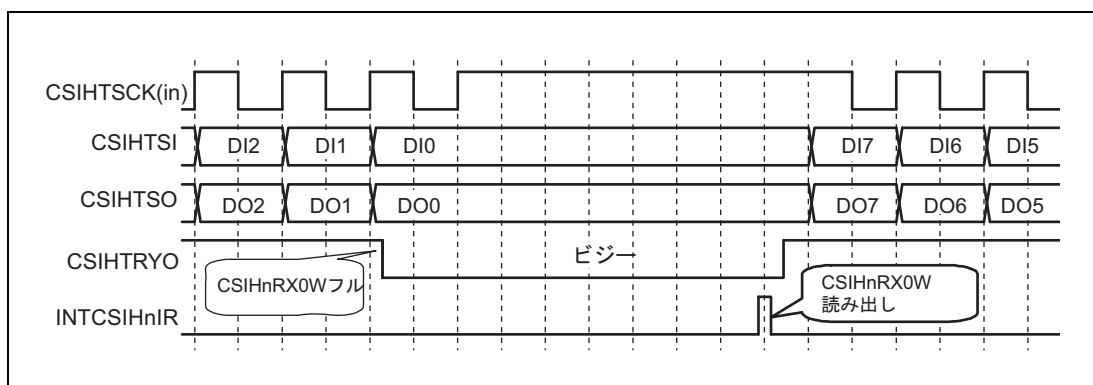 CSIHTSCK(in)
CSIHTSI
DI2 DI1 DI0 DI7 DI6 DI5
CSIHTSO
DO2 DO1 DO0 DO7 DO6 DO5
CSIHTRYO
ビジー
CSIHnRX0Wフル
CSIHnRX0W
読み出し
INTCSIHnIR